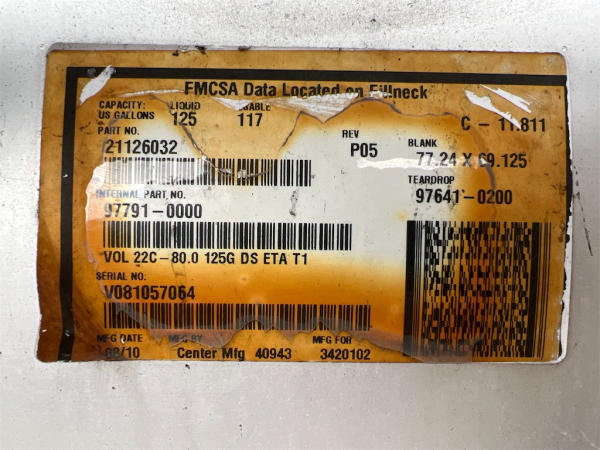 FMCSA Data Located on Fillneck
CAPACITY: LIQUID USABLE
US GALLONS 125 117
C - 11.811
PART NO. REV BLANK
21126032 P05 77.24 X 69.125
TEARDROP
INTERNAL PART NO. 97641-0200
97791-0000
VOL 22C-80.0 125G DS ETA T1
SERIAL NO.
V081057064
MFG DATE MFG BY MFG FOR
/10 Center Mfg 40943 3420102